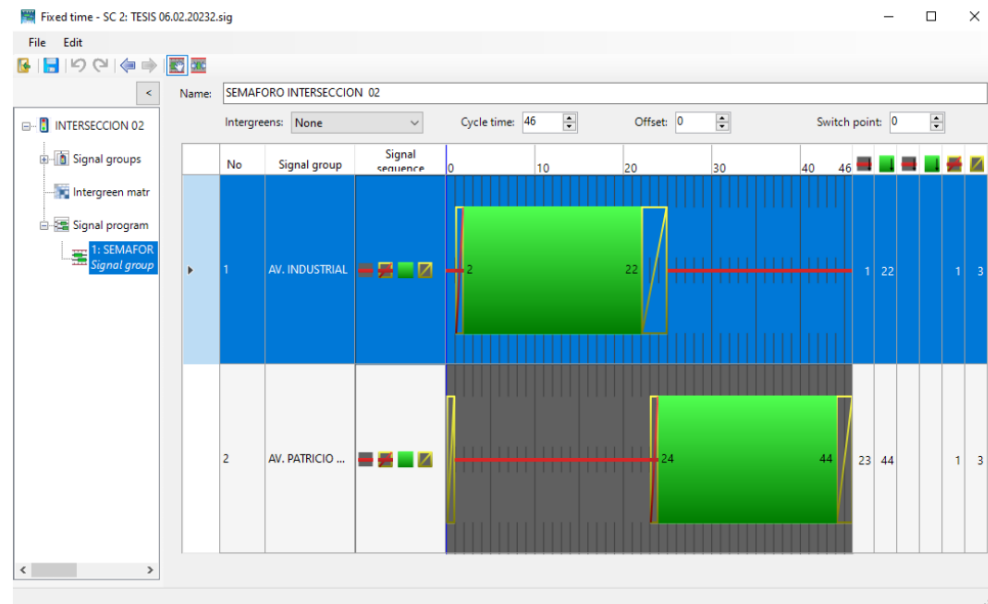 Fixed time - SC 2: TESIS 06.02.20232.sig
File Edit
<
Name: SEMAFORO INTERSECCION 02
INTERSECCION 02
Signal groups
Intergreen matr
Signal program
1: SEMAFOR
Signal group
Intergreens: None Cycle time: 46 Offset: 0 Switch point: 0
No Signal group Signal sequence 0 10 20 30 40 46
1 AV. INDUSTRIAL 2 22 1 22 1 3
2 AV. PATRICIO ... 24 44 23 44 1 3
< >